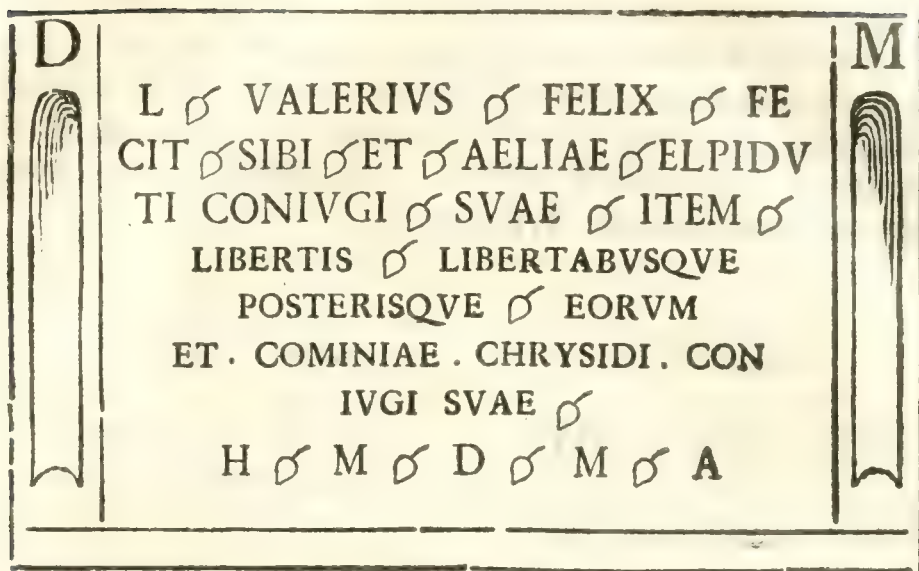 D M
L VALERIVS FELIX FE
CIT SIBI ET AELIAE ELPIDV
TI CONIVGI SVAE ITEM
LIBERTIS LIBERTABVSQVE
POSTERISQVE EORVM
ET . COMINIAE . CHRYSIDI . CON
IVGI SVAE
H M D M A